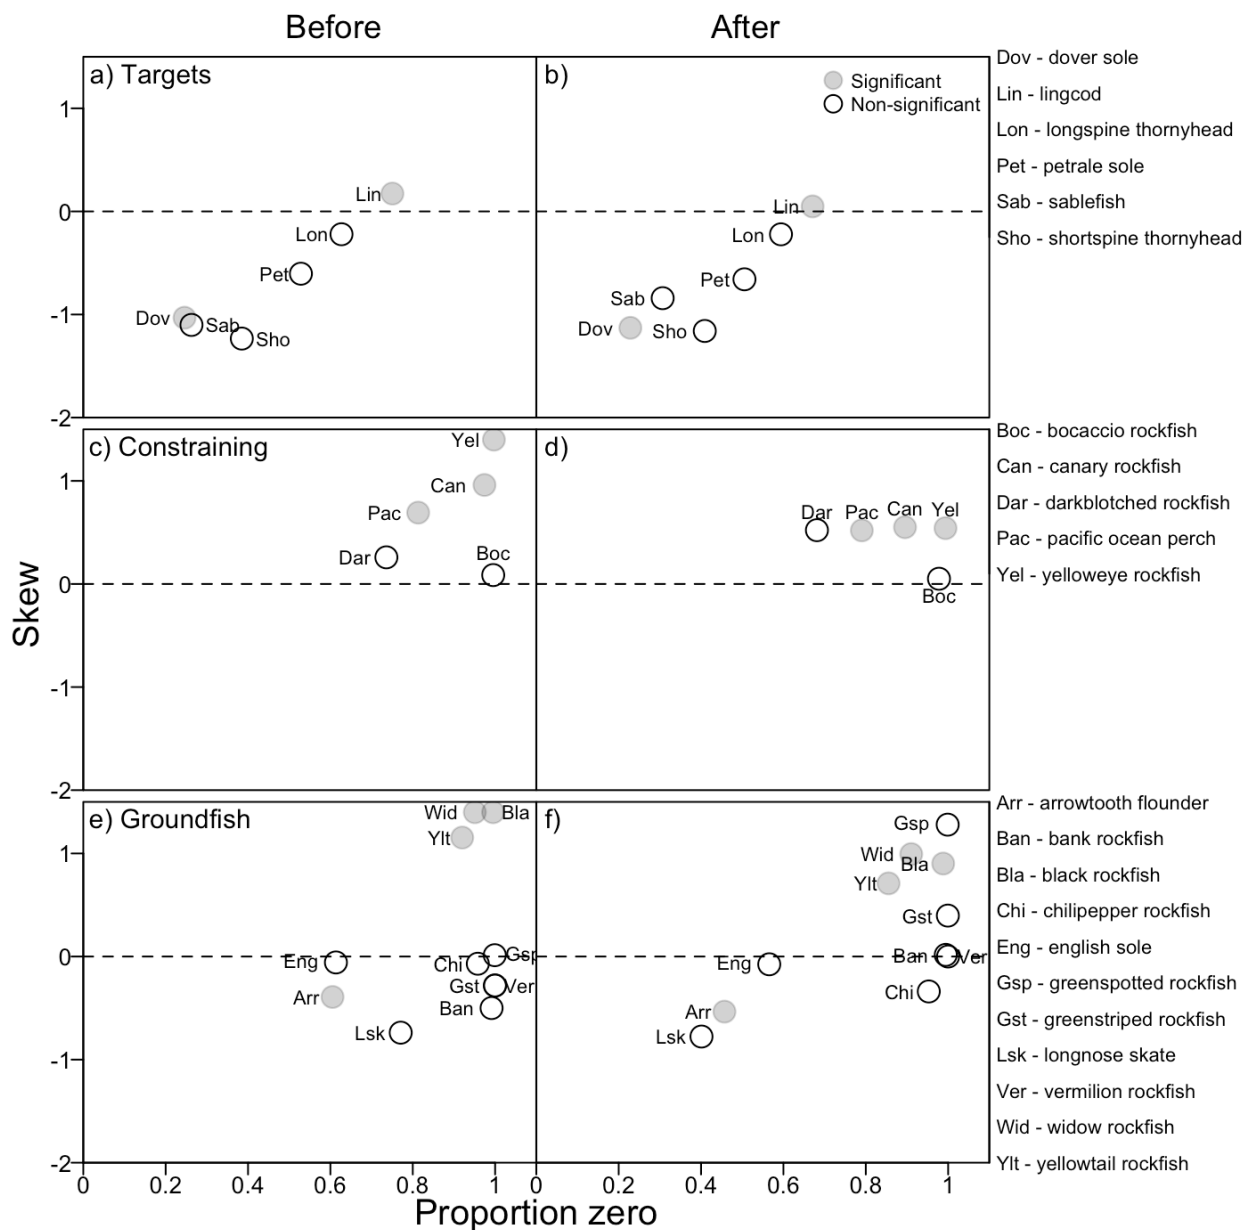 Before
After
a) Targets
b)
Significant
Non-significant
1
0
-1
-2
Lin
Lon
Pet
Dov
Sab
Sho
Lin
Lon
Pet
Sab
Dov
Sho
Dov - dover sole
Lin - lingcod
Lon - longspine thornyhead
Pet - petrale sole
Sab - sablefish
Sho - shortspine thornyhead
c) Constraining
d)
1
0
-1
-2
Yel
Can
Pac
Dar
Boc
Dar
Pac
Can
Yel
Boc
Boc - bocaccio rockfish
Can - canary rockfish
Dar - darkblotched rockfish
Pac - pacific ocean perch
Yel - yelloweye rockfish
Skew
e) Groundfish
f)
1
0
-1
-2
Wid
Bla
Ylt
Eng
Chi
Gsp
Arr
Gst
Ver
Ban
Lsk
Gsp
Wid
Bla
Ylt
Gst
Ban
Ver
Eng
Chi
Arr
Lsk
Arr - arrowtooth flounder
Ban - bank rockfish
Bla - black rockfish
Chi - chilipepper rockfish
Eng - english sole
Gsp - greenspotted rockfish
Gst - greenstriped rockfish
Lsk - longnose skate
Ver - vermilion rockfish
Wid - widow rockfish
Ylt - yellowtail rockfish
0 0.2 0.4 0.6 0.8 1 0 0.2 0.4 0.6 0.8 1
Proportion zero